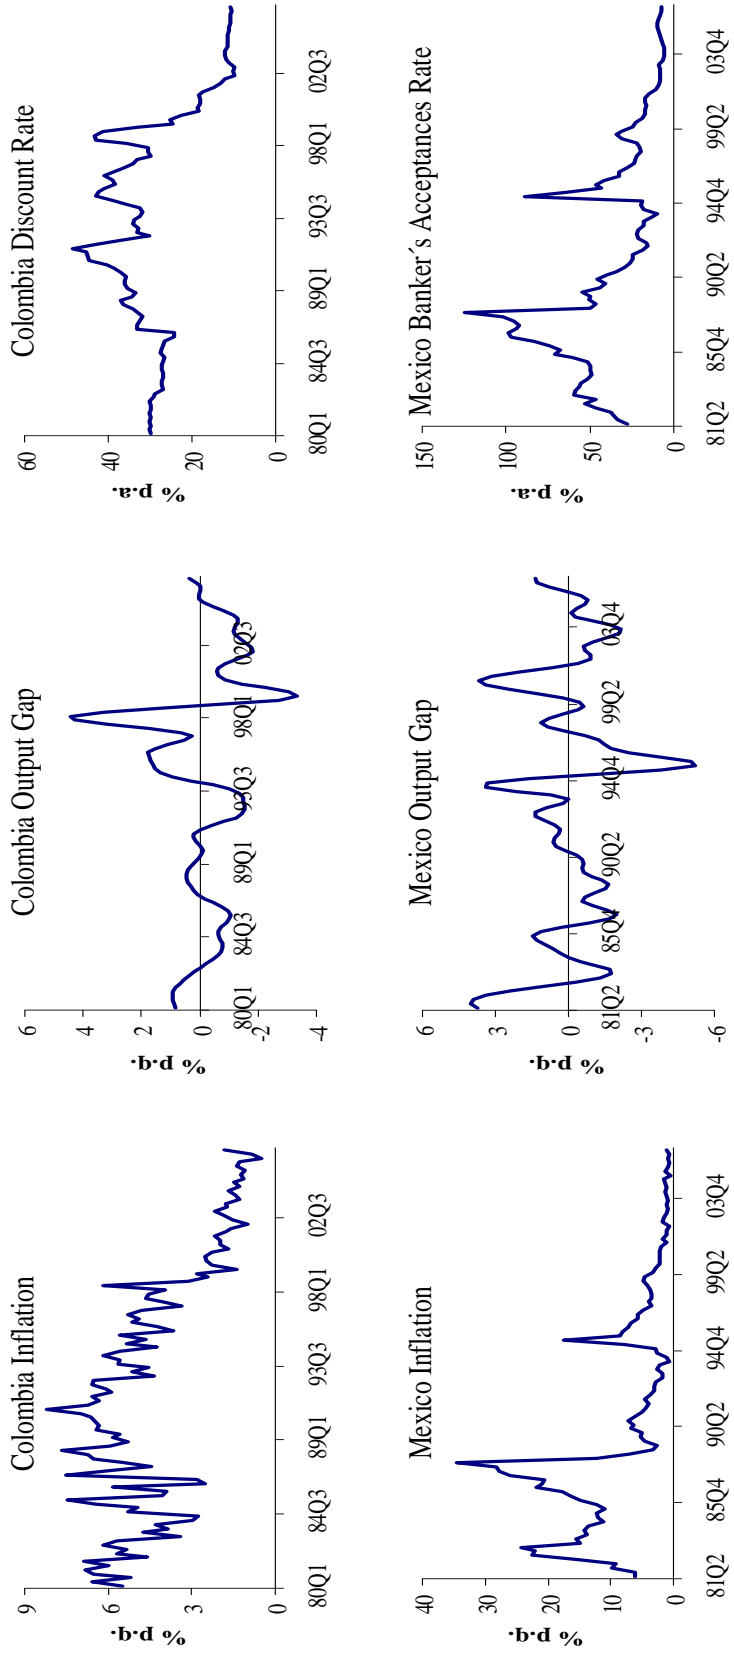 Colombia Inflation
% p.q.
9
6
3
0
80Q1 84Q3 89Q1 93Q3 98Q1 02Q3
Colombia Output Gap
% p.q.
6
4
2
0
-2
-4
80Q1 84Q3 89Q1 93Q3 98Q1 02Q3
Colombia Discount Rate
% p.a.
60
40
20
0
80Q1 84Q3 89Q1 93Q3 98Q1 02Q3
Mexico Inflation
% p.q.
40
30
20
10
0
81Q2 85Q4 90Q2 94Q4 99Q2 03Q4
Mexico Output Gap
% p.q.
6
3
0
-3
-6
81Q2 85Q4 90Q2 94Q4 99Q2 03Q4
Mexico Banker´s Acceptances Rate
% p.a.
150
100
50
0
81Q2 85Q4 90Q2 94Q4 99Q2 03Q4